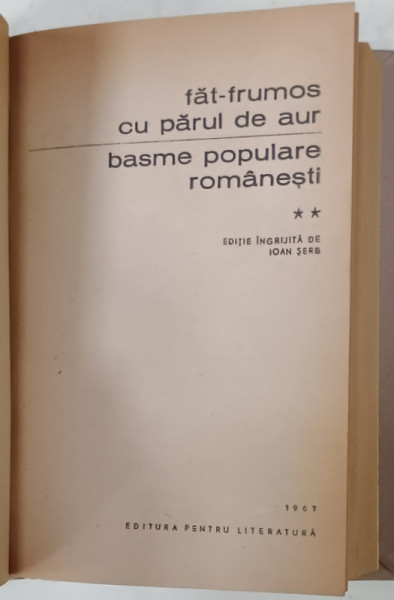 făt-frumos
cu părul de aur
basme populare
românești
★ ★
EDIȚIE ÎNGRIJITĂ DE
IOAN ȘERB
1967
EDITURA PENTRU LITERATURĂ